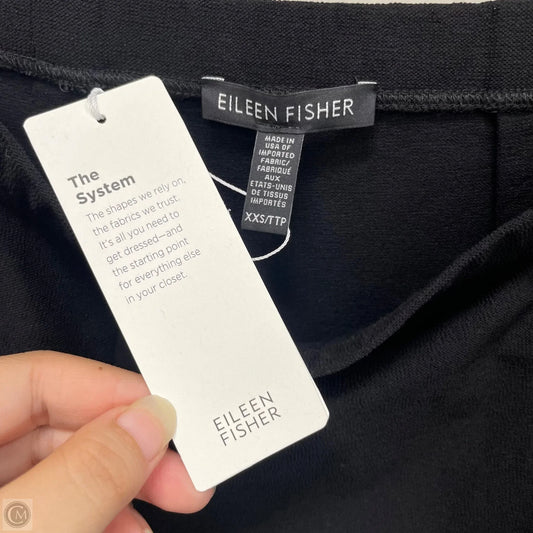 EILEEN FISHER
MADE IN
USA OF
IMPORTED
FABRIC/
FABRIQUÉ
AUX
ETATS-UNIS
DE TISSUS
IMPORTÉS
XXS/TTP
The
System
The shapes we rely on,
the fabrics we trust.
It's all you need to
get dressed—and
the starting point
for everything else
in your closet.
EILEEN
FISHER
CM